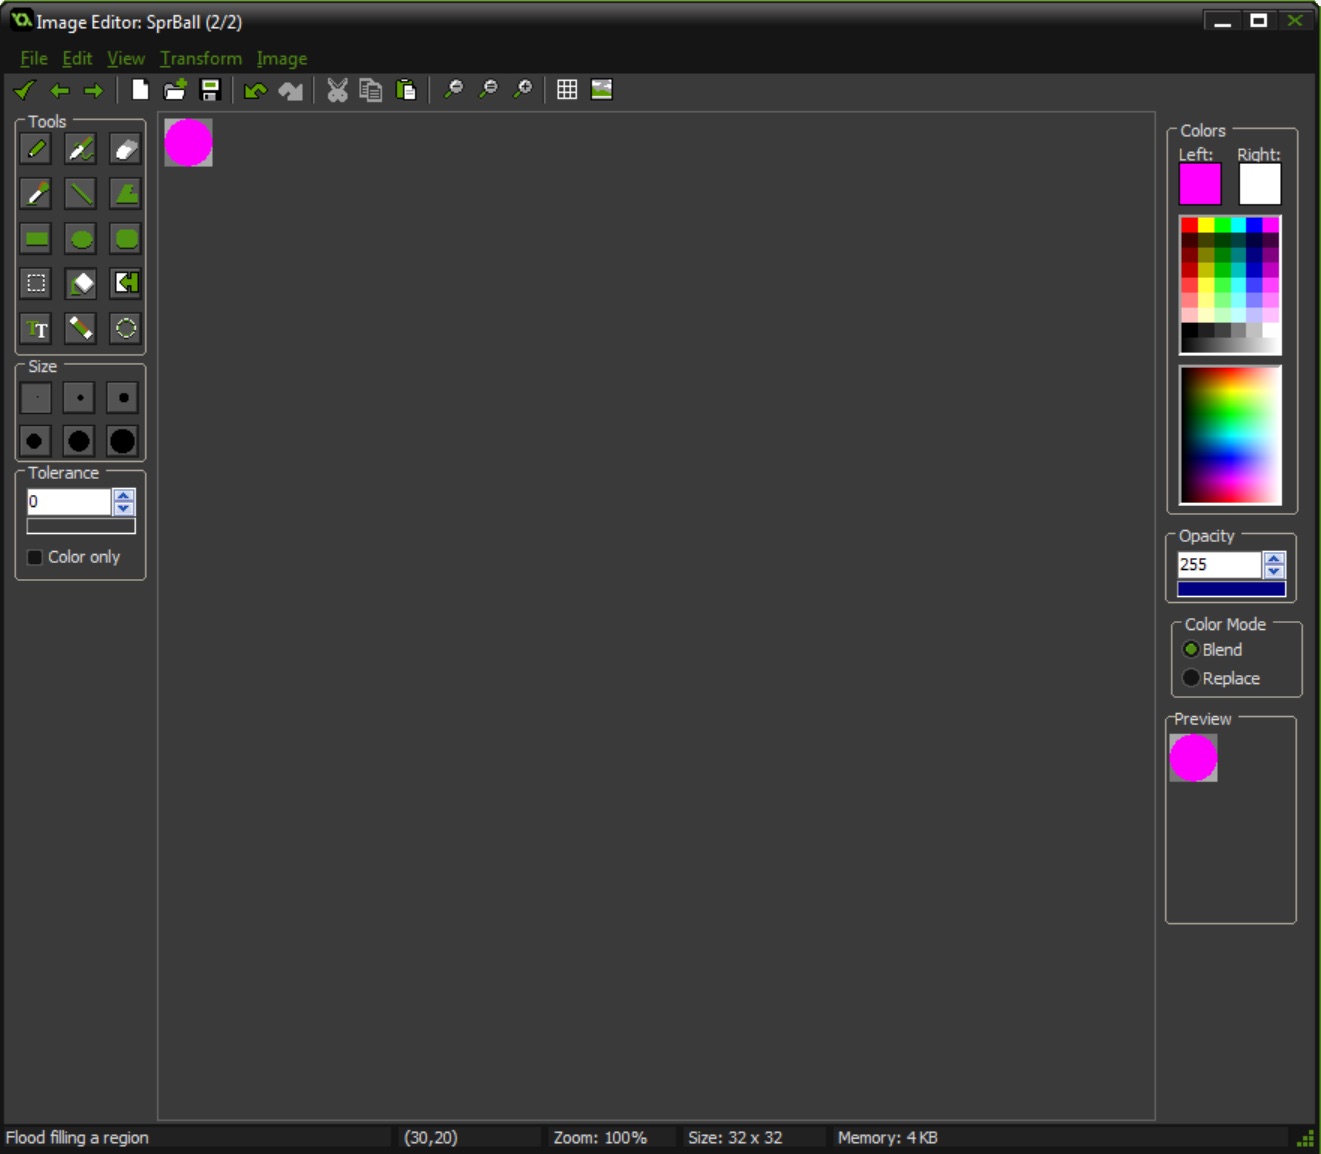 Image Editor: SprBall (2/2)
File Edit View Transform Image
Tools
TT
Size
Tolerance
0
Color only
Colors
Left: Right:
Opacity
255
Color Mode
Blend
Replace
Preview
Flood filling a region (30,20) Zoom: 100% Size: 32 x 32 Memory: 4 KB